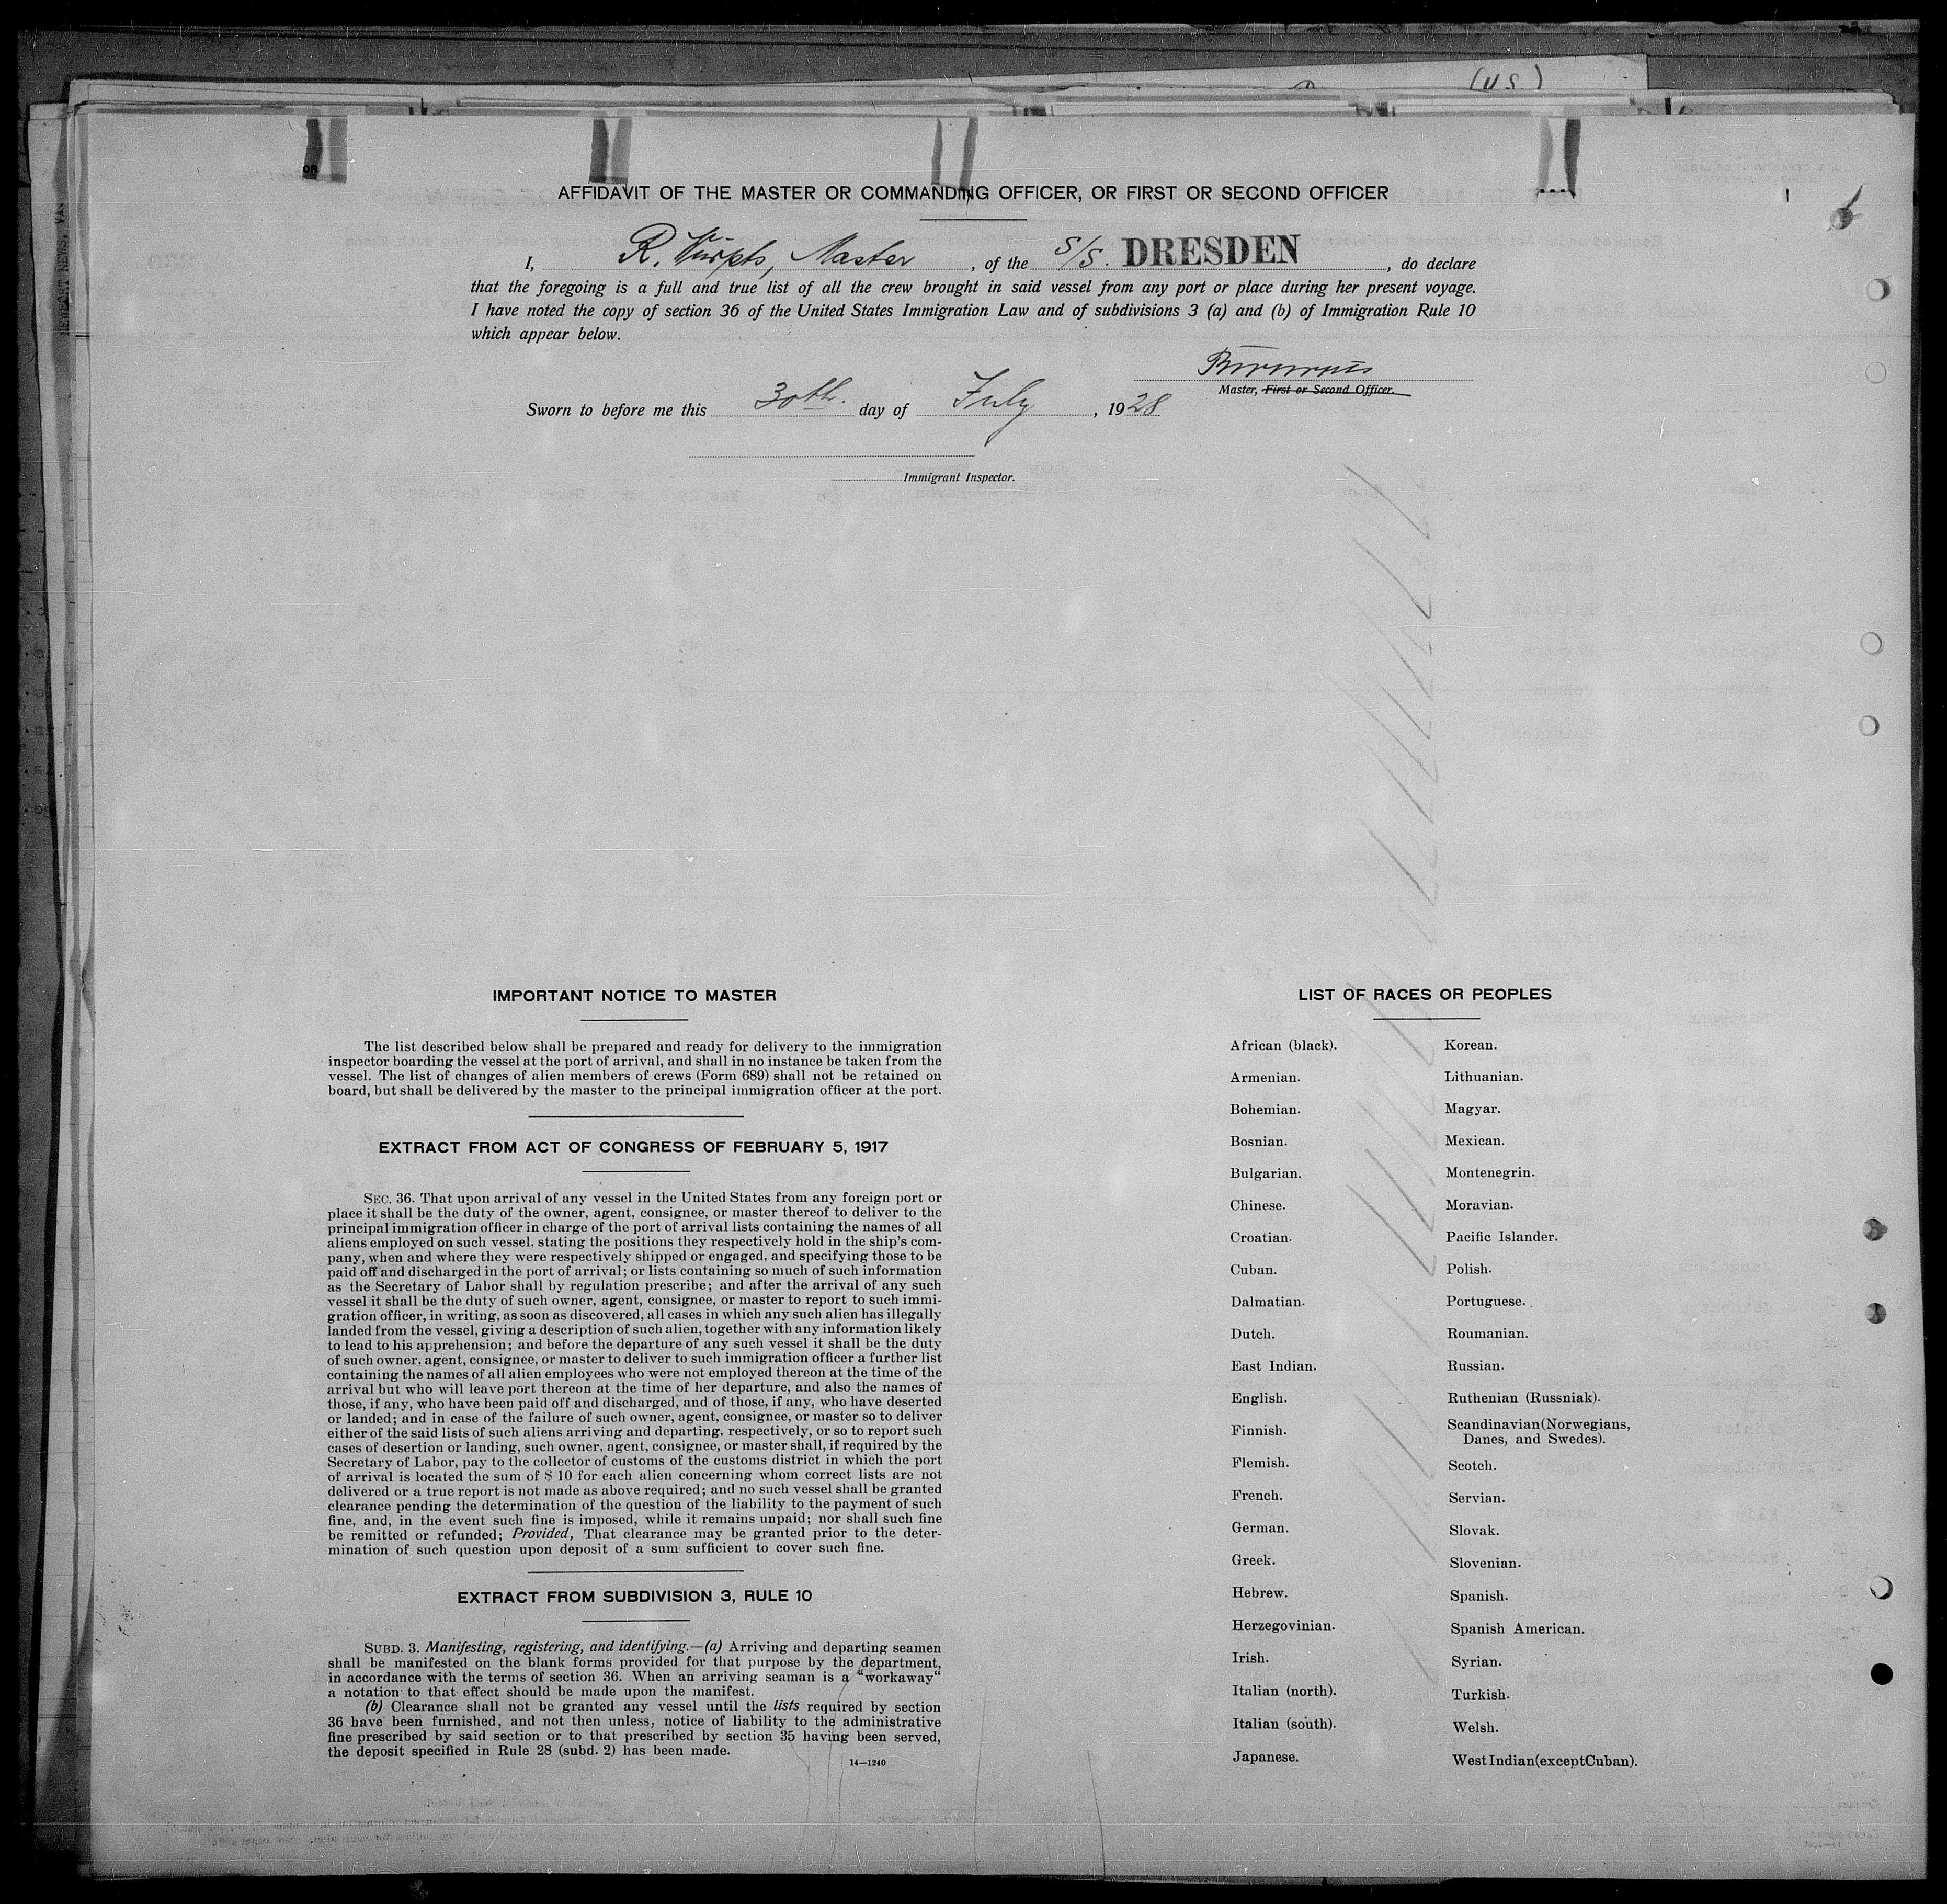 (US)
AFFIDAVIT OF THE MASTER OR COMMANDING OFFICER, OR FIRST OR SECOND OFFICER
I, R. Wurpts, Master, of the S/S. DRESDEN, do declare
that the foregoing is a full and true list of all the crew brought in said vessel from any port or place during her present voyage.
I have noted the copy of section 36 of the United States Immigration Law and of subdivisions 3 (a) and (b) of Immigration Rule 10
which appear below.
Master, First or Second Officer.
Sworn to before me this 30th. day of July, 1928
Immigrant Inspector.
NEWPORT NEWS, VA.
IMPORTANT NOTICE TO MASTER
The list described below shall be prepared and ready for delivery to the immigration
inspector boarding the vessel at the port of arrival, and shall in no instance be taken from the
vessel. The list of changes of alien members of crews (Form 689) shall not be retained on
board, but shall be delivered by the master to the principal immigration officer at the port.
EXTRACT FROM ACT OF CONGRESS OF FEBRUARY 5, 1917
SEC. 36. That upon arrival of any vessel in the United States from any foreign port or
place it shall be the duty of the owner, agent, consignee, or master thereof to deliver to the
principal immigration officer in charge of the port of arrival lists containing the names of all
aliens employed on such vessel, stating the positions they respectively hold in the ship's com-
pany, when and where they were respectively shipped or engaged, and specifying those to be
paid off and discharged in the port of arrival; or lists containing so much of such information
as the Secretary of Labor shall by regulation prescribe; and after the arrival of any such
vessel it shall be the duty of such owner, agent, consignee, or master to report to such immi-
gration officer, in writing, as soon as discovered, all cases in which any such alien has illegally
landed from the vessel, giving a description of such alien, together with any information likely
to lead to his apprehension; and before the departure of any such vessel it shall be the duty
of such owner, agent, consignee, or master to deliver to such immigration officer a further list
containing the names of all alien employees who were not employed thereon at the time of the
arrival but who will leave port thereon at the time of her departure, and also the names of
those, if any, who have been paid off and discharged, and of those, if any, who have deserted
or landed; and in case of the failure of such owner, agent, consignee, or master so to deliver
either of the said lists of such aliens arriving and departing, respectively, or so to report such
cases of desertion or landing, such owner, agent, consignee, or master shall, if required by the
Secretary of Labor, pay to the collector of customs of the customs district in which the port
of arrival is located the sum of $ 10 for each alien concerning whom correct lists are not
delivered or a true report is not made as above required; and no such vessel shall be granted
clearance pending the determination of the question of the liability to the payment of such
fine, and, in the event such fine is imposed, while it remains unpaid; nor shall such fine
be remitted or refunded; Provided, That clearance may be granted prior to the deter-
mination of such question upon deposit of a sum sufficient to cover such fine.
EXTRACT FROM SUBDIVISION 3, RULE 10
SUBD. 3. Manifesting, registering, and identifying.—(a) Arriving and departing seamen
shall be manifested on the blank forms provided for that purpose by the department,
in accordance with the terms of section 36. When an arriving seaman is a "workaway"
a notation to that effect should be made upon the manifest.
(b) Clearance shall not be granted any vessel until the lists required by section
36 have been furnished, and not then unless, notice of liability to the administrative
fine prescribed by said section or to that prescribed by section 35 having been served,
the deposit specified in Rule 28 (subd. 2) has been made.
14—1240
LIST OF RACES OR PEOPLES
African (black).
Armenian.
Bohemian.
Bosnian.
Bulgarian.
Chinese.
Croatian.
Cuban.
Dalmatian.
Dutch.
East Indian.
English.
Finnish.
Flemish.
French.
German.
Greek.
Hebrew.
Herzegovinian.
Irish.
Italian (north).
Italian (south).
Japanese.
Korean.
Lithuanian.
Magyar.
Mexican.
Montenegrin.
Moravian.
Pacific Islander.
Polish.
Portuguese.
Roumanian.
Russian.
Ruthenian (Russniak).
Scandinavian (Norwegians,
Danes, and Swedes).
Scotch.
Servian.
Slovak.
Slovenian.
Spanish.
Spanish American.
Syrian.
Turkish.
Welsh.
West Indian (except Cuban).